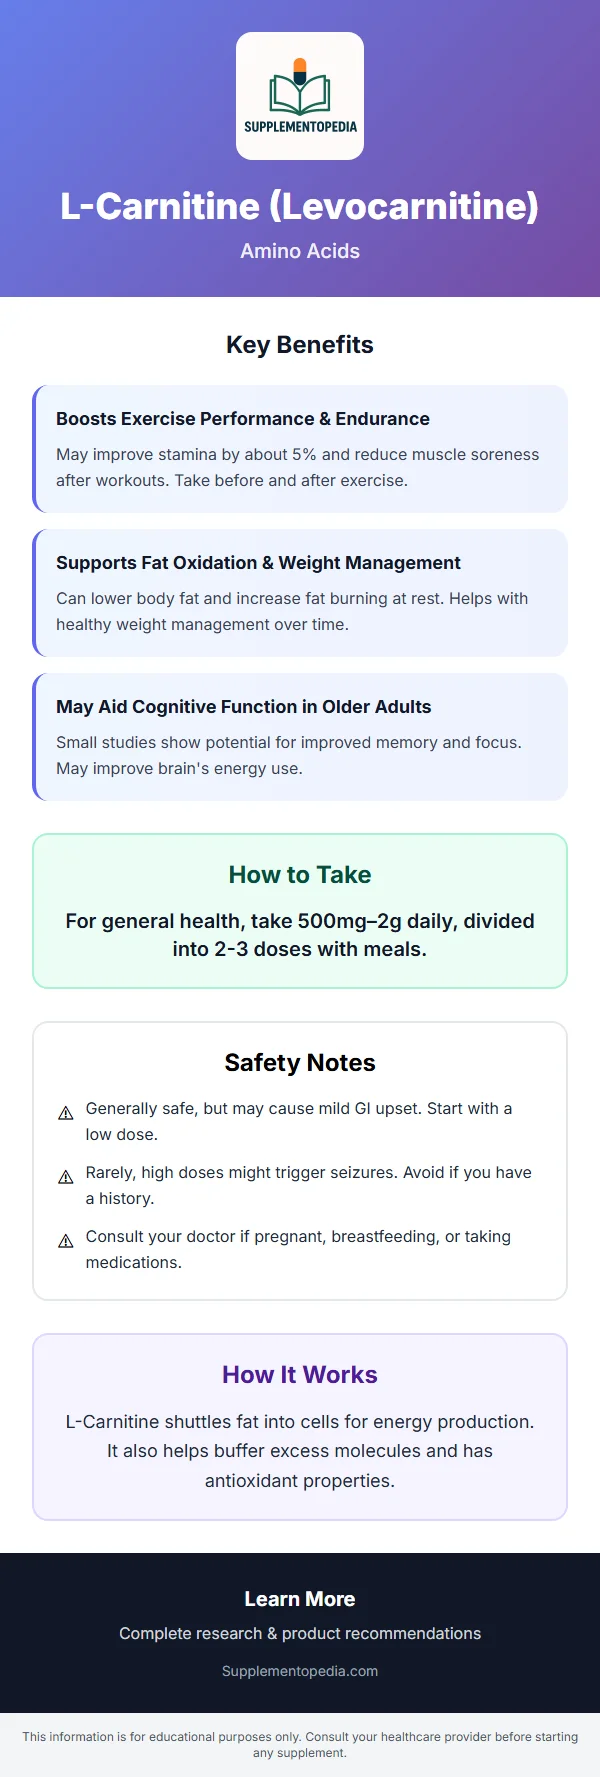 SUPPLEMENTOPEDIA
L-Carnitine (Levocarnitine)
Amino Acids
Key Benefits
Boosts Exercise Performance & Endurance
May improve stamina by about 5% and reduce muscle soreness
after workouts. Take before and after exercise.
Supports Fat Oxidation & Weight Management
Can lower body fat and increase fat burning at rest. Helps with
healthy weight management over time.
May Aid Cognitive Function in Older Adults
Small studies show potential for improved memory and focus.
May improve brain's energy use.
How to Take
For general health, take 500mg–2g daily, divided
into 2-3 doses with meals.
Safety Notes
⚠ Generally safe, but may cause mild GI upset. Start with a
low dose.
⚠ Rarely, high doses might trigger seizures. Avoid if you have
a history.
⚠ Consult your doctor if pregnant, breastfeeding, or taking
medications.
How It Works
L-Carnitine shuttles fat into cells for energy production.
It also helps buffer excess molecules and has
antioxidant properties.
Learn More
Complete research & product recommendations
Supplementopedia.com
This information is for educational purposes only. Consult your healthcare provider before starting
any supplement.